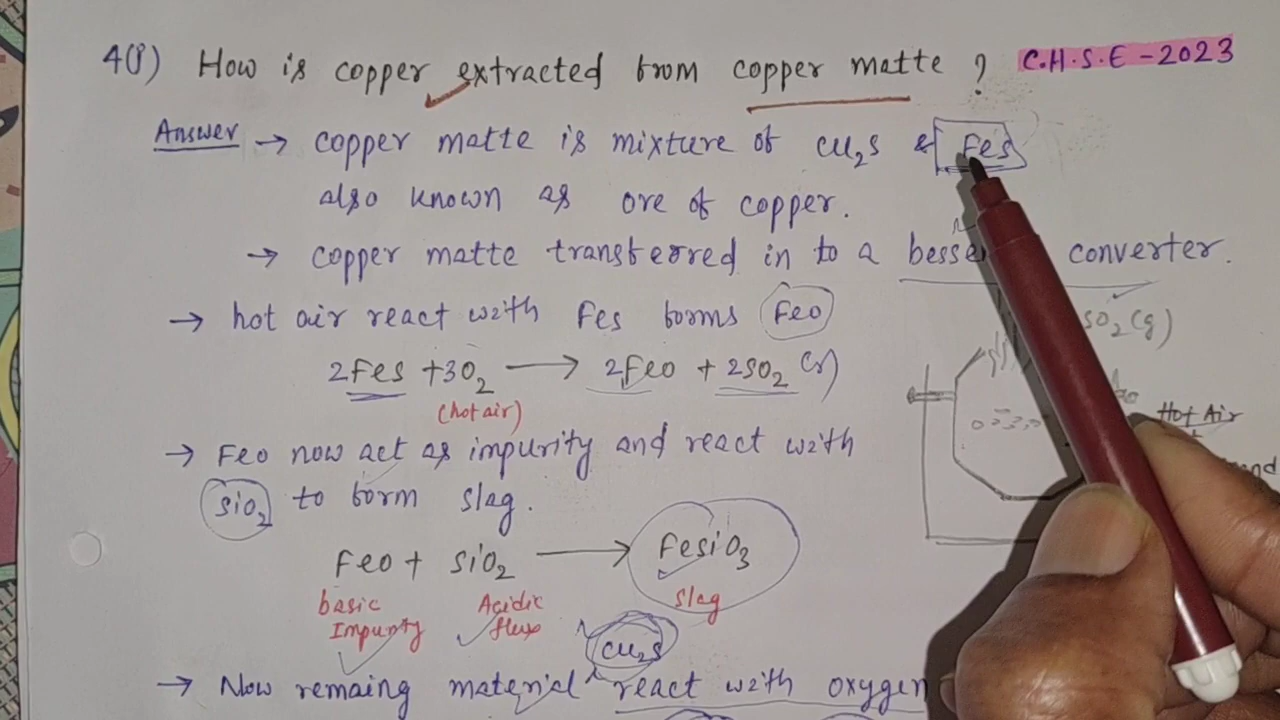 4(i) How is copper extracted from copper matte ? C.H.S.E - 2023
Answer → copper matte is mixture of Cu₂S & FeS
also known as ore of copper.
→ copper matte transferred in to a converter.
→ hot air react with FeS forms FeO
2FeS + 3O₂ → 2FeO + 2SO₂
(hot air)
SO₂ (g)
Hot Air
→ FeO now act as impurity and react with
SiO₂ to form slag.
FeO + SiO₂ → FeSiO₃
basic Impurity
Acidic flux
slag
Cu₂S
→ Now remaing material react with oxygen